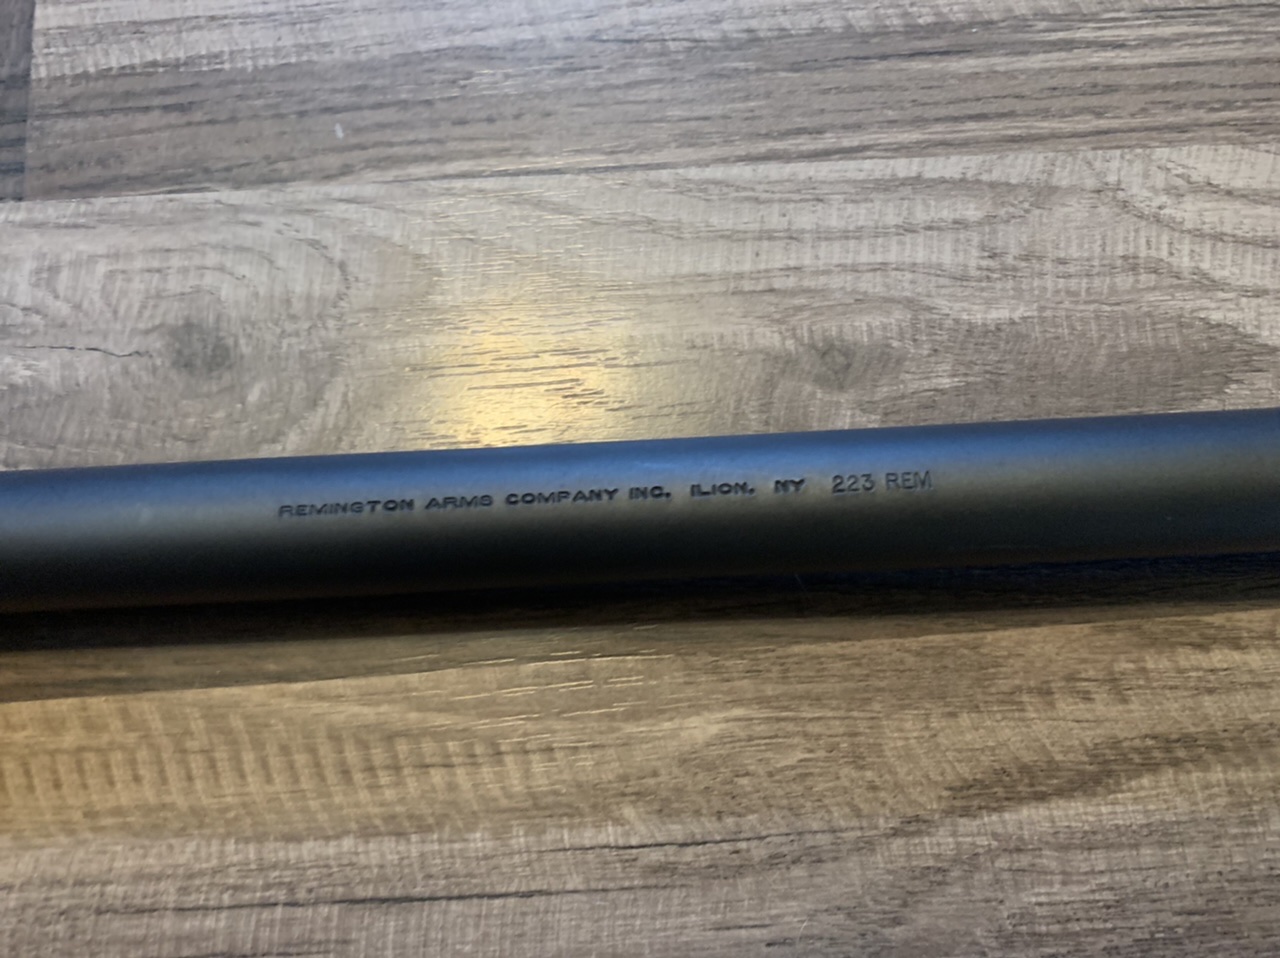 REMINGTON ARMS COMPANY INC. ILION, NY 223 REM